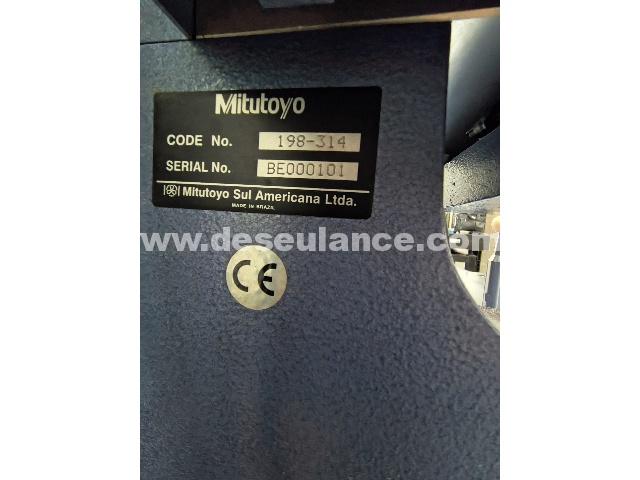 Mitutoyo
CODE No. 198-314
SERIAL No. BE000101
Mitutoyo Sul Americana Ltda.
MADE IN BRAZIL
www.deseulance.com
CE